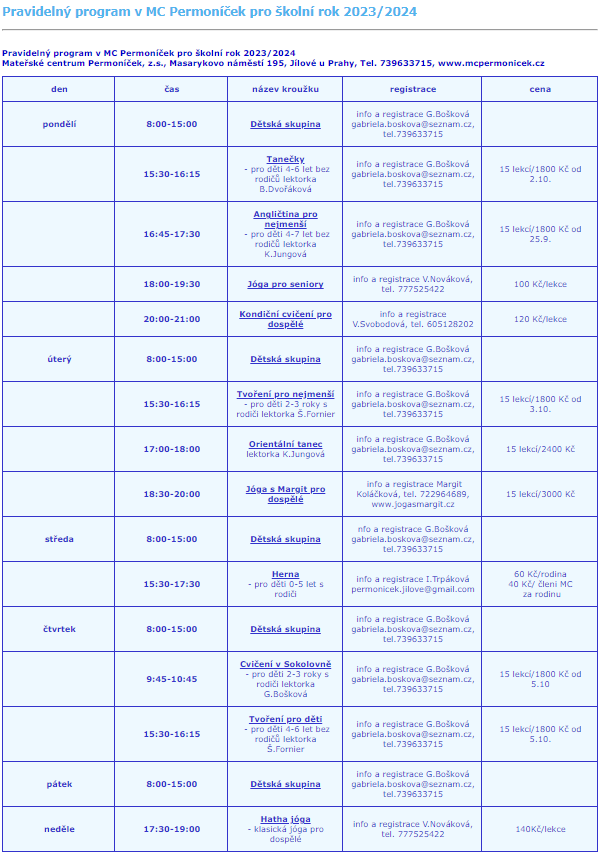 Pravidelný program v MC Permoníček pro školní rok 2023/2024
Pravidelný program v MC Permoníček pro školní rok 2023/2024
Mateřské centrum Permoníček, z.s., Masarykovo náměstí 195, Jílové u Prahy, Tel. 739633715, www.mcpermonicek.cz
den čas název kroužku registrace cena
pondělí 8:00-15:00 Dětská skupina
info a registrace G.Bošková
gabriela.boskova@seznam.cz,
tel.739633715
15:30-16:15
Tanečky
- pro děti 4-6 let bez
rodičů lektorka
B.Dvořáková
info a registrace G.Bošková
gabriela.boskova@seznam.cz,
tel.739633715
15 lekcí/1800 Kč od
2.10.
16:45-17:30
Angličtina pro
nejmenší
- pro děti 4-7 let bez
rodičů lektorka
K.Jungová
info a registrace G.Bošková
gabriela.boskova@seznam.cz,
tel.739633715
15 lekcí/1800 Kč od
25.9.
18:00-19:30 Jóga pro seniory
info a registrace V.Nováková,
tel. 777525422
100 Kč/lekce
20:00-21:00
Kondiční cvičení pro
dospělé
info a registrace
V.Svobodová, tel. 605128202
120 Kč/lekce
úterý 8:00-15:00 Dětská skupina
info a registrace G.Bošková
gabriela.boskova@seznam.cz,
tel.739633715
15:30-16:15
Tvoření pro nejmenší
- pro děti 2-3 roky s
rodiči lektorka Š.Fornier
info a registrace G.Bošková
gabriela.boskova@seznam.cz,
tel.739633715
15 lekcí/1800 Kč od
3.10.
17:00-18:00
Orientální tanec
lektorka K.Jungová
info a registrace G.Bošková
gabriela.boskova@seznam.cz,
tel.739633715
15 lekcí/2400 Kč
18:30-20:00
Jóga s Margit pro
dospělé
info a registrace Margit
Koláčková, tel. 722964689,
www.jogasmargit.cz
15 lekcí/3000 Kč
středa 8:00-15:00 Dětská skupina
nfo a registrace G.Bošková
gabriela.boskova@seznam.cz,
tel.739633715
15:30-17:30
Herna
- pro děti 0-5 let s
rodiči
info a registrace I.Trpáková
permonicek.jilove@gmail.com
60 Kč/rodina
40 Kč/ členi MC
za rodinu
čtvrtek 8:00-15:00 Dětská skupina
info a registrace G.Bošková
gabriela.boskova@seznam.cz,
tel.739633715
9:45-10:45
Cvičení v Sokolovně
- pro děti 2-3 roky s
rodiči lektorka
G.Bošková
info a registrace G.Bošková
gabriela.boskova@seznam.cz,
tel.739633715
15 lekcí/1800 Kč od
5.10
15:30-16:15
Tvoření pro děti
- pro děti 4-6 let bez
rodičů lektorka
Š.Fornier
info a registrace G.Bošková
gabriela.boskova@seznam.cz,
tel.739633715
15 lekcí/1800 Kč od
5.10.
pátek 8:00-15:00 Dětská skupina
info a registrace G.Bošková
gabriela.boskova@seznam.cz,
tel.739633715
neděle 17:30-19:00
Hatha jóga
- klasická jóga pro
dospělé
info a registrace V.Nováková,
tel. 777525422
140Kč/lekce